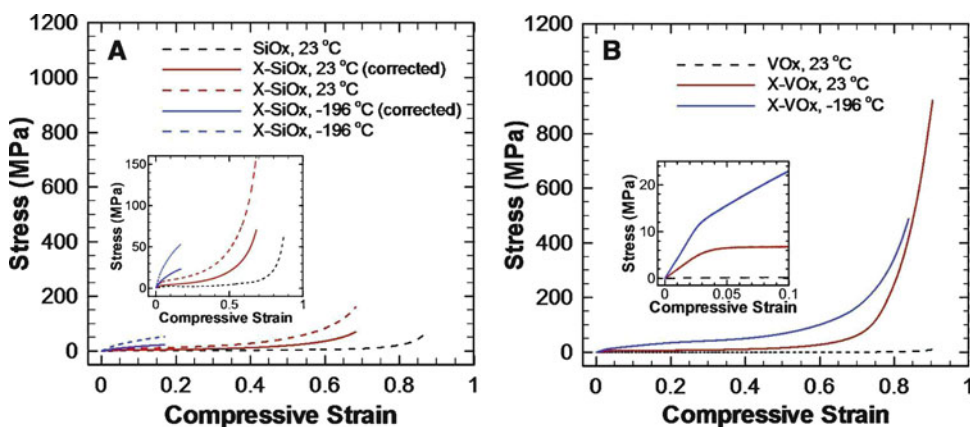 A
SiOx, 23 °C
X-SiOx, 23 °C (corrected)
X-SiOx, 23 °C
X-SiOx, -196 °C (corrected)
X-SiOx, -196 °C
1200
1000
800
600
400
200
0
Stress (MPa)
0
0.2
0.4
0.6
0.8
1
Compressive Strain
150
100
50
0
Stress (MPa)
0
0.5
1
Compressive Strain
B
VOx, 23 °C
X-VOx, 23 °C
X-VOx, -196 °C
1200
1000
800
600
400
200
0
Stress (MPa)
0
0.2
0.4
0.6
0.8
1
Compressive Strain
20
10
0
Stress (MPa)
0
0.05
0.1
Compressive Strain